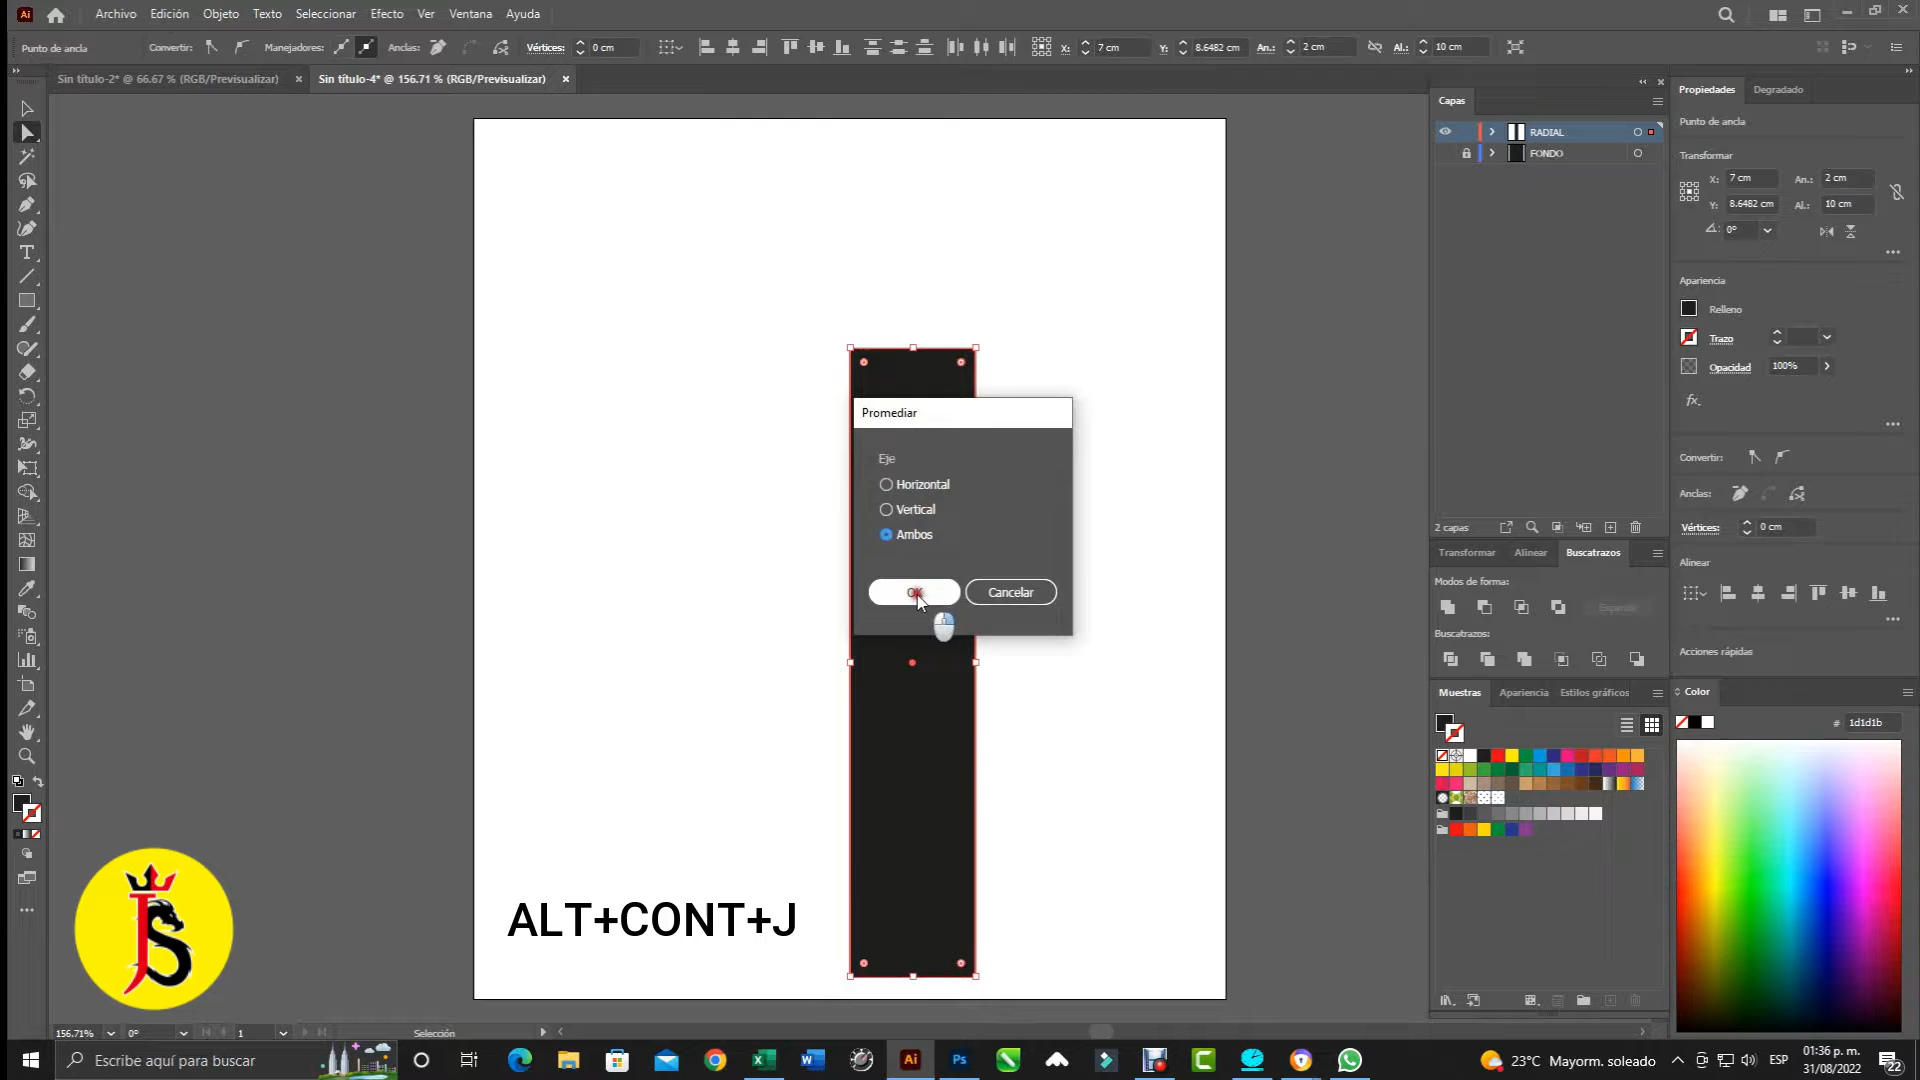 Ai Archivo Edición Objeto Texto Seleccionar Efecto Ver Ventana Ayuda
Punto de ancla Convertir: Manejadores: Anclas: Vértices: 0 cm X: 7 cm Y: 8.6482 cm An.: 2 cm Al.: 10 cm
Sin título-2* @ 66.67 % (RGB/Previsualizar) × Sin título-4* @ 156.71 % (RGB/Previsualizar) ×
Capas
RADIAL
FONDO
2 capas
Propiedades Degradado
Punto de ancla
Transformar
X: 7 cm An.: 2 cm
Y: 8.6482 cm Al.: 10 cm
0°
Apariencia
Relleno
Trazo
Opacidad 100%
fx.
Convertir:
Anclas:
Vértices: 0 cm
Alinear
Acciones rápidas
Transformar Alinear Buscatrazos
Modos de forma:
Expandir
Buscatrazos:
Muestras Apariencia Estilos gráficos
Color
# 1d1d1b
Promediar
Eje
Horizontal
Vertical
Ambos
OK Cancelar
ALT+CONT+J
JS
156.71% 0° 1 Selección
Escribe aquí para buscar
Ai Ps
23°C Mayorm. soleado ESP
01:36 p. m.
31/08/2022
22